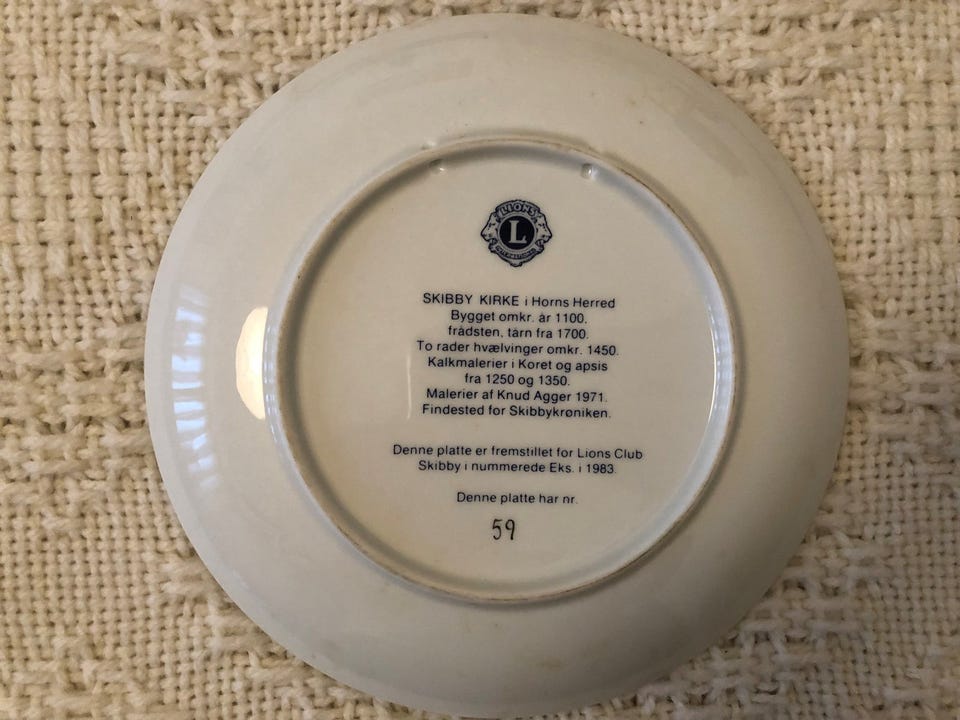 LIONS
L
INTERNATIONAL
SKIBBY KIRKE i Horns Herred
Bygget omkr. år 1100.
frådsten, tårn fra 1700.
To rader hvælvinger omkr. 1450.
Kalkmalerier i Koret og apsis
fra 1250 og 1350.
Malerier af Knud Agger 1971.
Findested for Skibbykrøniken.
Denne platte er fremstillet for Lions Club
Skibby i nummerede Eks. i 1983.
Denne platte har nr.
59